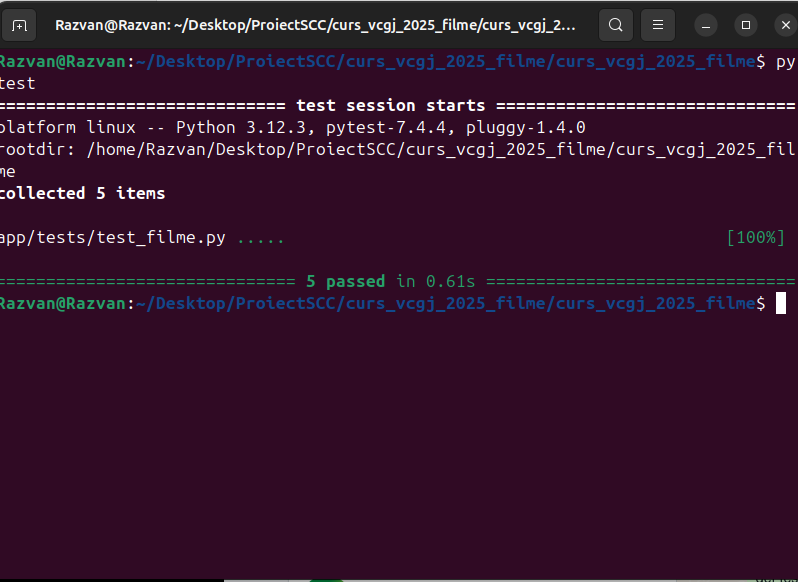 Razvan@Razvan: ~/Desktop/ProiectSCC/curs_vcgj_2025_filme/curs_vcgj_2...
Razvan@Razvan:~/Desktop/ProiectSCC/curs_vcgj_2025_filme/curs_vcgj_2025_filme$ py
test
============================= test session starts ==============================
platform linux -- Python 3.12.3, pytest-7.4.4, pluggy-1.4.0
rootdir: /home/Razvan/Desktop/ProiectSCC/curs_vcgj_2025_filme/curs_vcgj_2025_fil
me
collected 5 items
app/tests/test_filme.py ..... [100%]
============================== 5 passed in 0.61s ===============================
Razvan@Razvan:~/Desktop/ProiectSCC/curs_vcgj_2025_filme/curs_vcgj_2025_filme$